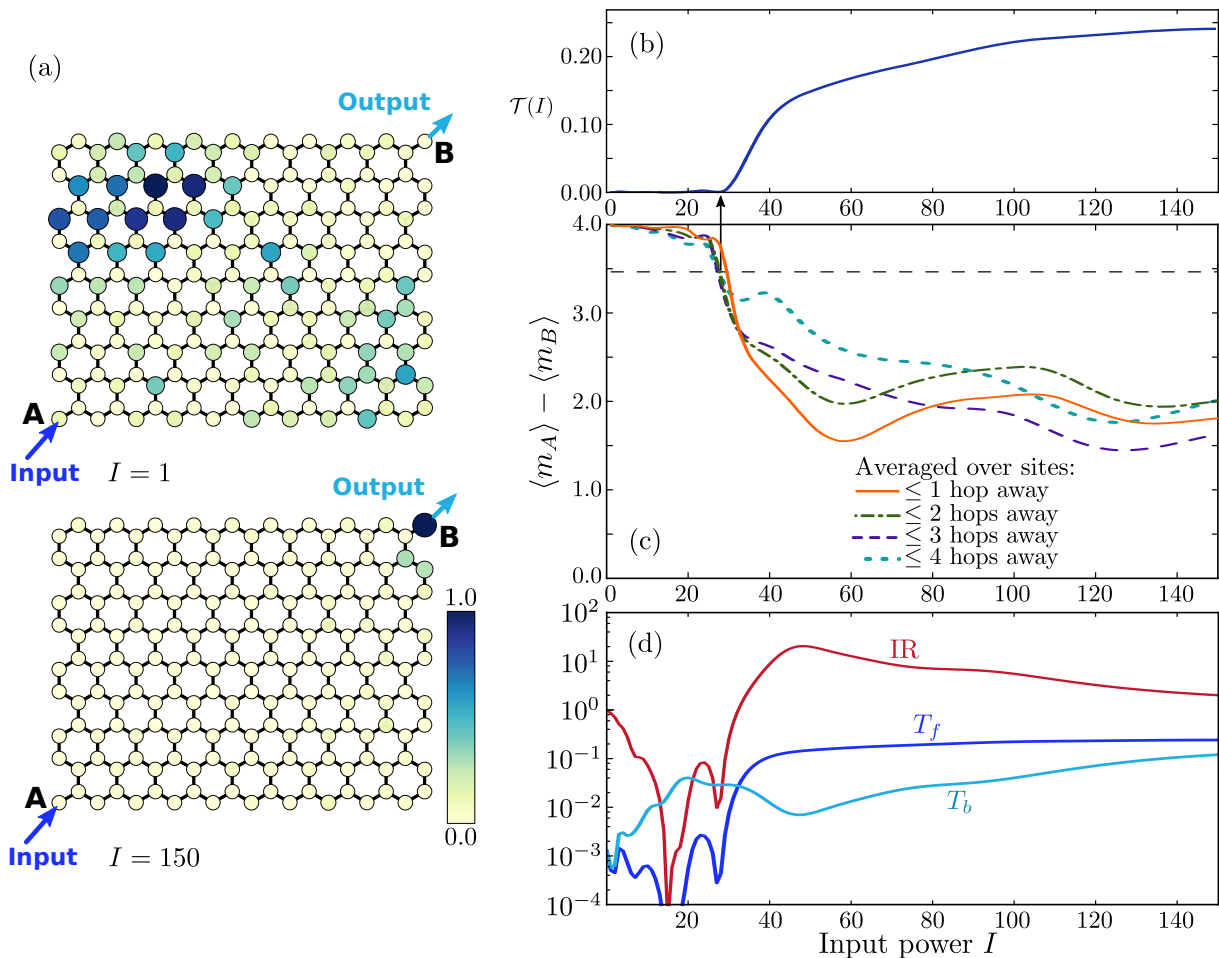 (a)
Output
B
A
Input
I = 1
Output
B
A
Input
I = 150
1.0
0.0
(b)
𝒯(I)
0.20
0.10
0.00
0 20 40 60 80 100 120 140
4.0
3.0
2.0
1.0
0.0
⟨m_A⟩ − ⟨m_B⟩
Averaged over sites:
≤ 1 hop away
≤ 2 hops away
≤ 3 hops away
≤ 4 hops away
(c)
0 20 40 60 80 100 120 140
(d)
IR
T_f
T_b
10^2
10^1
10^0
10^−1
10^−2
10^−3
10^−4
20 40 60 80 100 120 140
Input power I